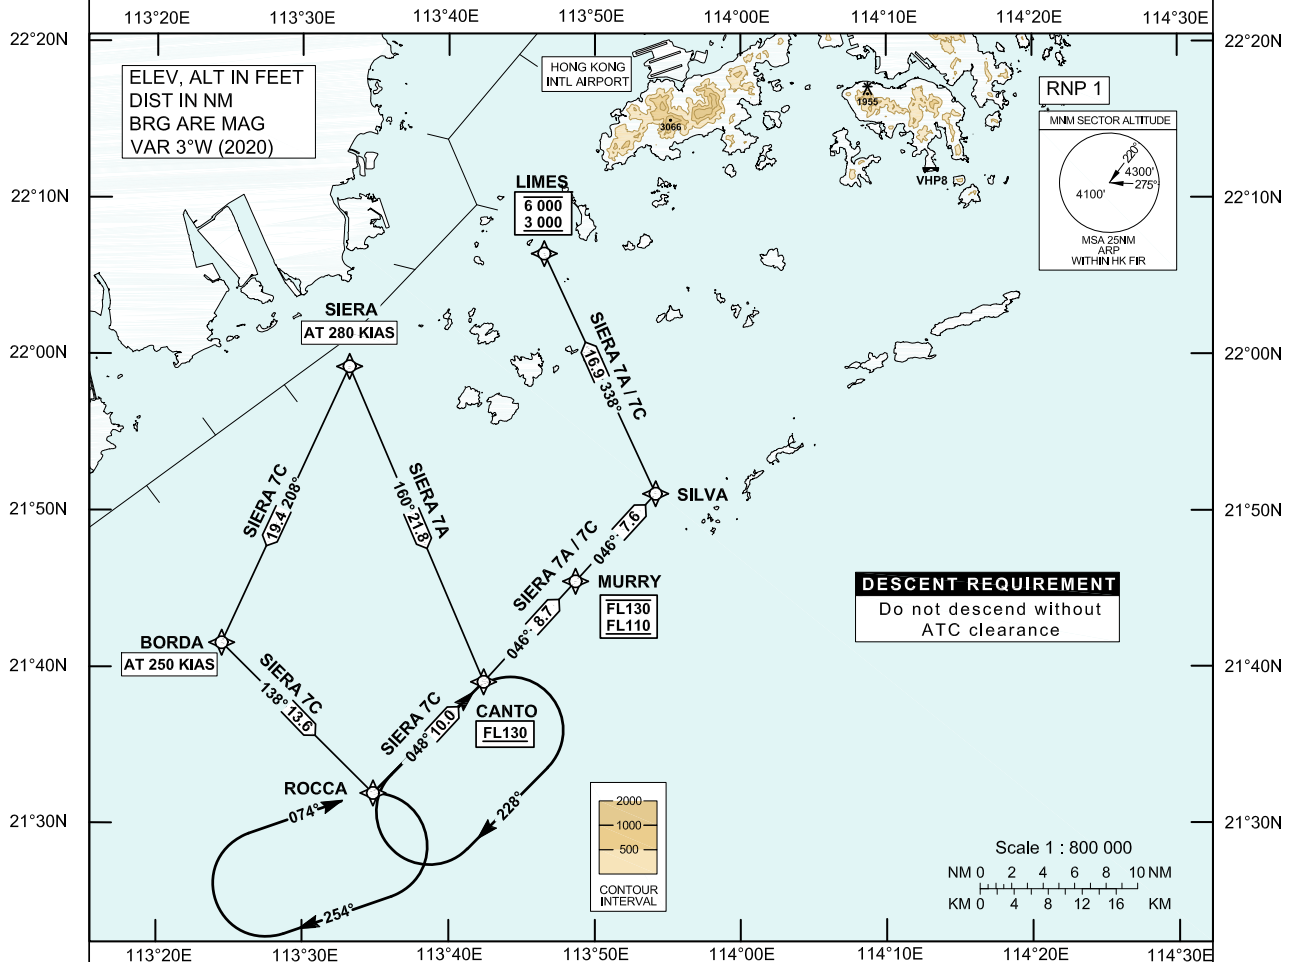 113°20E 113°30E 113°40E 113°50E 114°00E 114°10E 114°20E 114°30E
22°20N 22°20N
ELEV, ALT IN FEET
DIST IN NM
BRG ARE MAG
VAR 3°W (2020)
HONG KONG
INTL AIRPORT
3066
1955
VHP8
RNP 1
MNM SECTOR ALTITUDE
220°
4300'
275°
4100'
MSA 25NM
ARP
WITHIN HK FIR
22°10N 22°10N
LIMES
6 000
3 000
SIERA
AT 280 KIAS
22°00N 22°00N
SIERA 7A / 7C
16.9 338°
SIERA 7C
19.4 208°
SIERA 7A
160° 21.8
21°50N 21°50N
SILVA
SIERA 7A / 7C
046° 7.6
046° 8.7
MURRY
FL130
FL110
DESCENT REQUIREMENT
Do not descend without
ATC clearance
BORDA
AT 250 KIAS
21°40N 21°40N
SIERA 7C
138° 13.6
SIERA 7C
048° 10.0
CANTO
FL130
ROCCA
074°
228°
254°
21°30N 21°30N
2000
1000
500
CONTOUR
INTERVAL
Scale 1 : 800 000
NM 0 2 4 6 8 10 NM
KM 0 4 8 12 16 KM
113°20E 113°30E 113°40E 113°50E 114°00E 114°10E 114°20E 114°30E